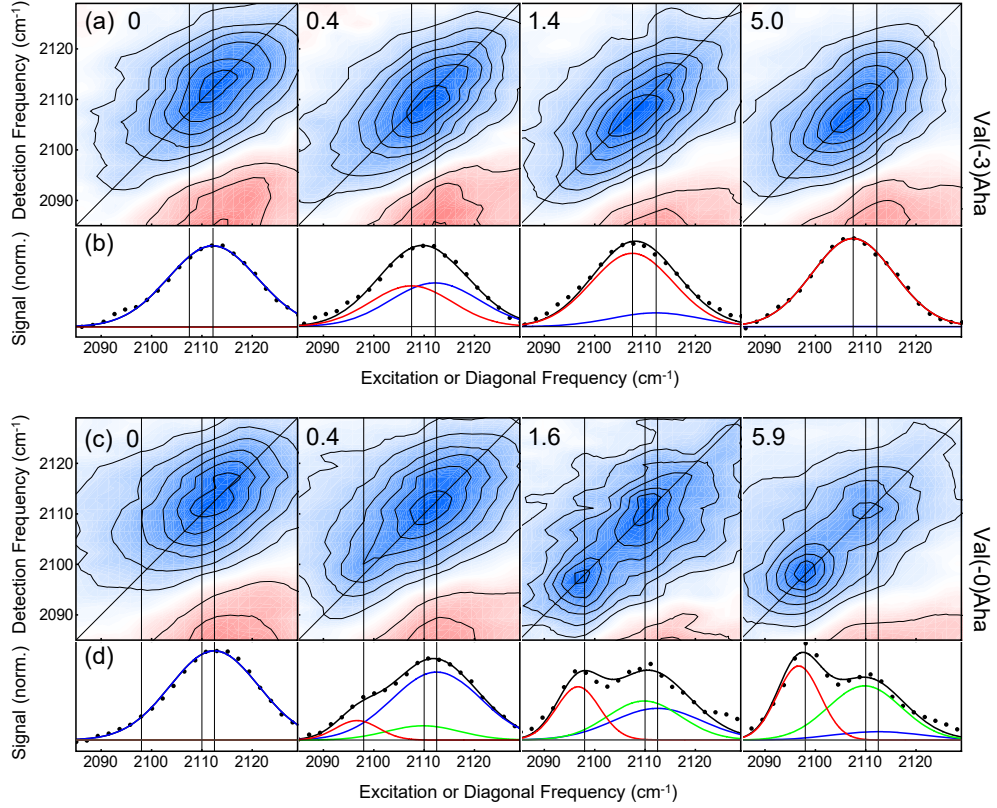 (a) 0 0.4 1.4 5.0
Detection Frequency (cm⁻¹)
2120
2110
2100
2090
Val(-3)Aha
(b)
Signal (norm.)
2090 2100 2110 2120 2090 2100 2110 2120 2090 2100 2110 2120 2090 2100 2110 2120
Excitation or Diagonal Frequency (cm⁻¹)
(c) 0 0.4 1.6 5.9
Detection Frequency (cm⁻¹)
2120
2110
2100
2090
Val(-0)Aha
(d)
Signal (norm.)
2090 2100 2110 2120 2090 2100 2110 2120 2090 2100 2110 2120 2090 2100 2110 2120
Excitation or Diagonal Frequency (cm⁻¹)